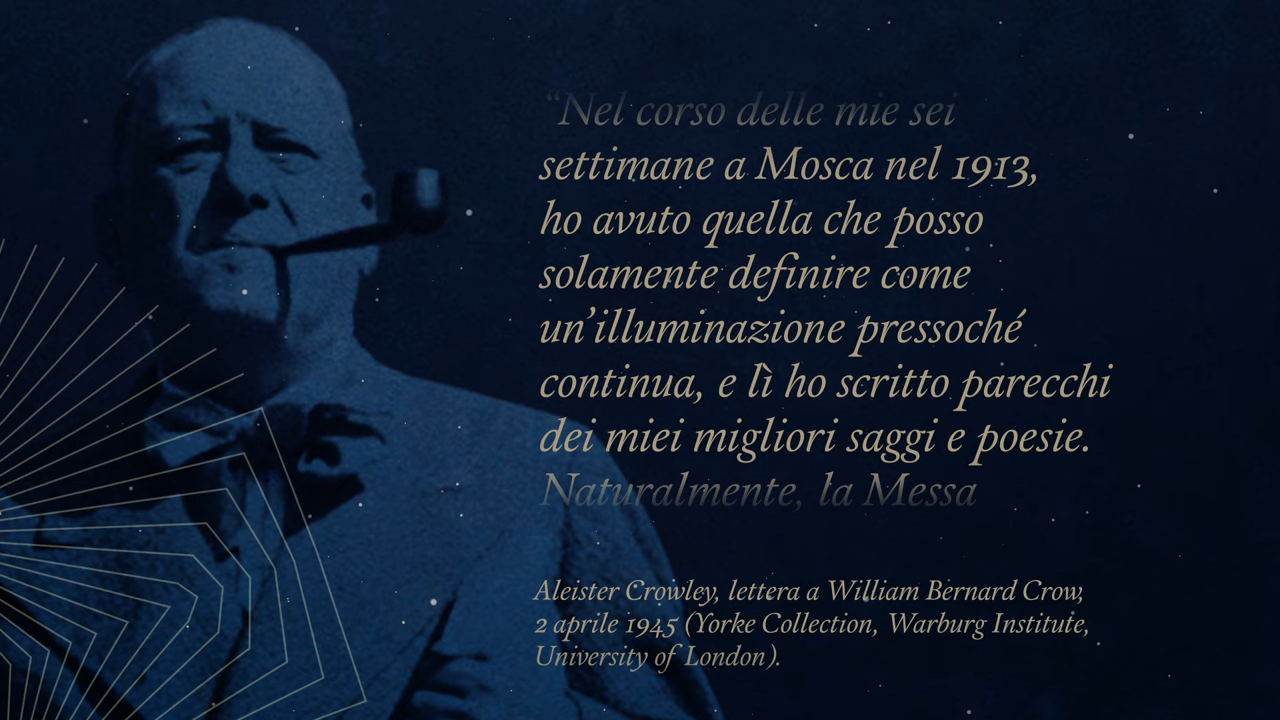 “Nel corso delle mie sei
settimane a Mosca nel 1913,
ho avuto quella che posso
solamente definire come
un’illuminazione pressoché
continua, e lì ho scritto parecchi
dei miei migliori saggi e poesie.
Naturalmente, la Messa
Aleister Crowley, lettera a William Bernard Crow,
2 aprile 1945 (Yorke Collection, Warburg Institute,
University of London).